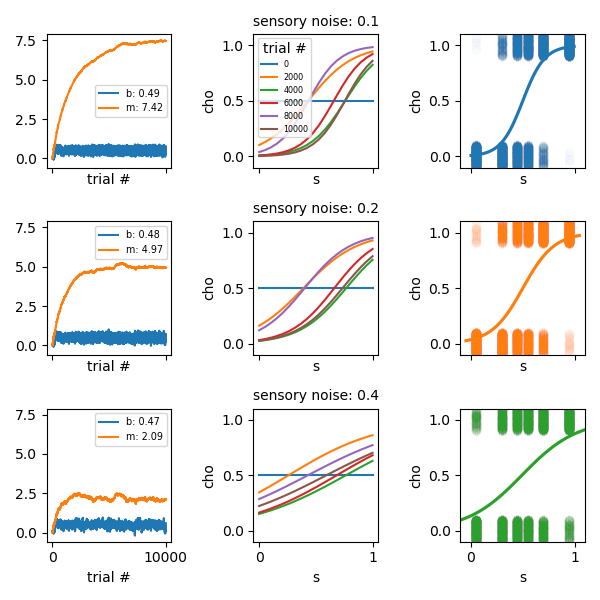 sensory noise: 0.1
7.5
5.0
2.5
0.0
b: 0.49
m: 7.42
trial #
1.0
0.5
0.0
cho
trial #
0
2000
4000
6000
8000
10000
s
1.0
0.5
0.0
cho
s
sensory noise: 0.2
7.5
5.0
2.5
0.0
b: 0.48
m: 4.97
trial #
1.0
0.5
0.0
cho
s
1.0
0.5
0.0
cho
s
sensory noise: 0.4
7.5
5.0
2.5
0.0
b: 0.47
m: 2.09
0 10000
trial #
1.0
0.5
0.0
cho
0 1
s
1.0
0.5
0.0
cho
0 1
s